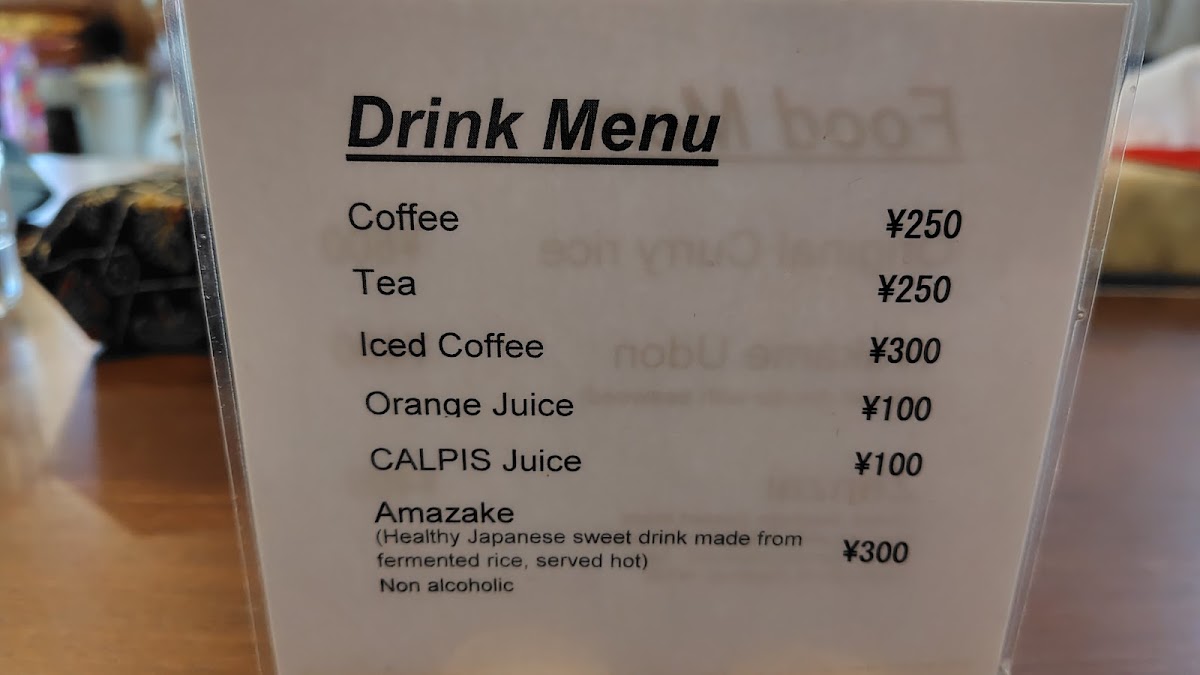 Drink Menu
Coffee ¥250
Tea ¥250
Iced Coffee ¥300
Orange Juice ¥100
CALPIS Juice ¥100
Amazake
(Healthy Japanese sweet drink made from
fermented rice, served hot) ¥300
Non alcoholic